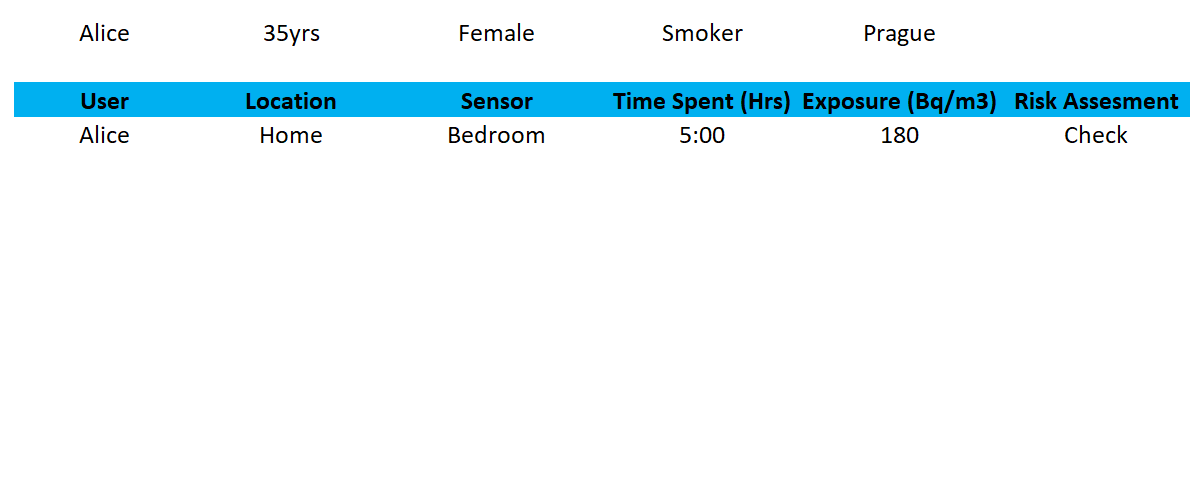 Alice 35yrs Female Smoker Prague
User Location Sensor Time Spent (Hrs) Exposure (Bq/m3) Risk Assesment
Alice Home Bedroom 5:00 180 Check